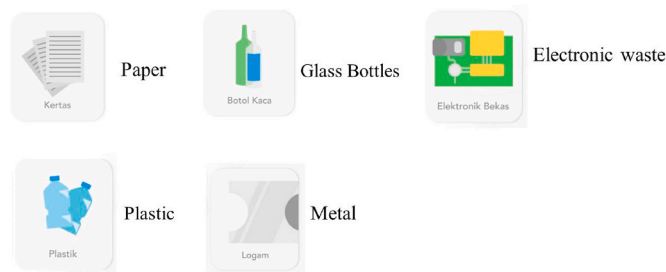 Paper
Kertas
Glass Bottles
Botol Kaca
Electronic waste
Elektronik Bekas
Plastic
Plastik
Metal
Logam